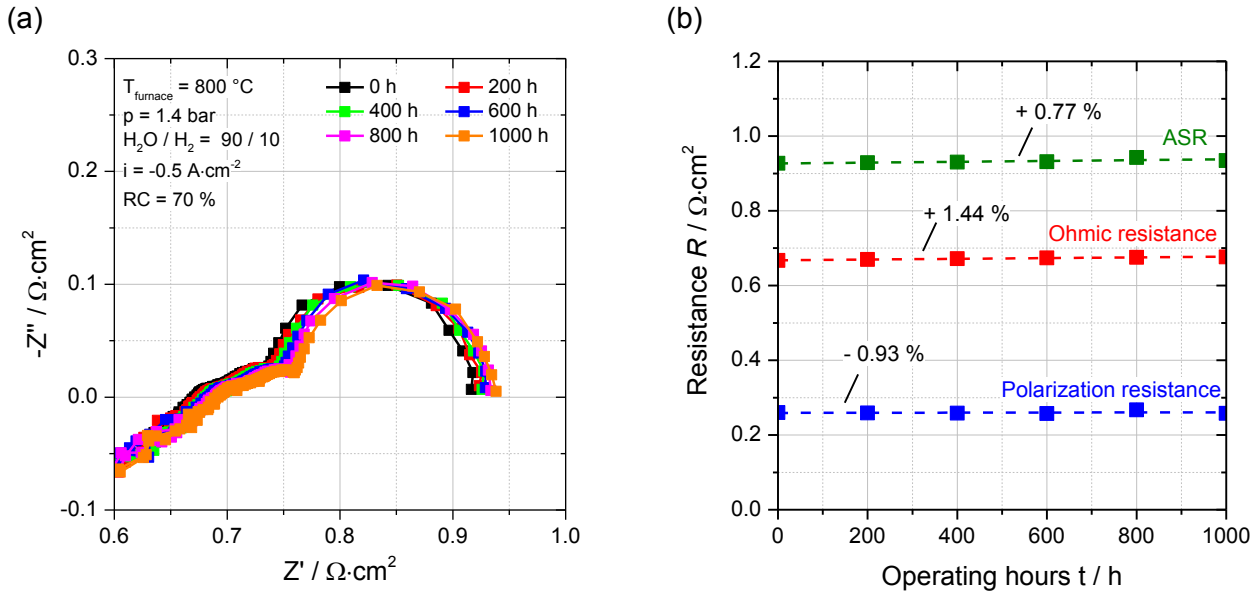 (a)
0.3
0.2
0.1
0.0
-0.1
-Z'' / Ω·cm²
T_furnace = 800 °C
p = 1.4 bar
H₂O / H₂ = 90 / 10
i = -0.5 A·cm⁻²
RC = 70 %
0 h
200 h
400 h
600 h
800 h
1000 h
0.6 0.7 0.8 0.9 1.0
Z' / Ω·cm²
(b)
1.2
1.0
0.8
0.6
0.4
0.2
0.0
Resistance R / Ω·cm²
+ 0.77 %
ASR
+ 1.44 %
Ohmic resistance
- 0.93 %
Polarization resistance
0 200 400 600 800 1000
Operating hours t / h